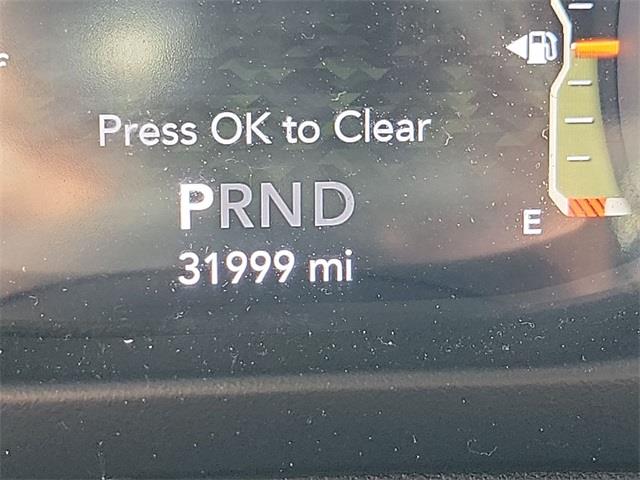 Press OK to Clear
PRND
E
31999 mi